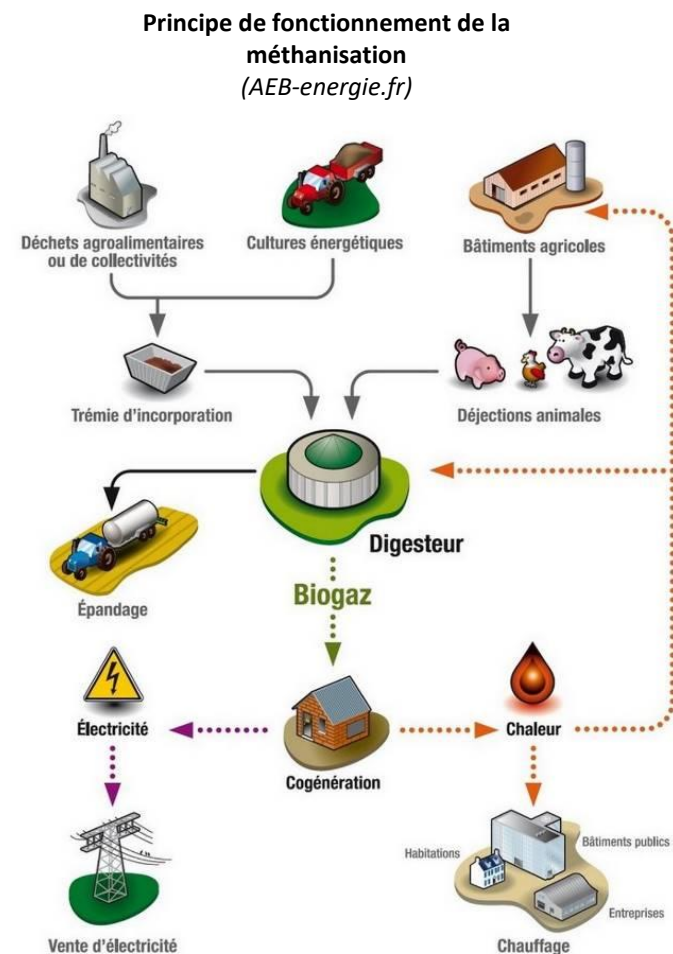 Principe de fonctionnement de la
méthanisation
(AEB-energie.fr)
Déchets agroalimentaires
ou de collectivités
Cultures énergétiques
Bâtiments agricoles
Trémie d'incorporation
Déjections animales
Digesteur
Épandage
Biogaz
Électricité
Cogénération
Chaleur
Habitations
Bâtiments publics
Entreprises
Vente d'électricité
Chauffage